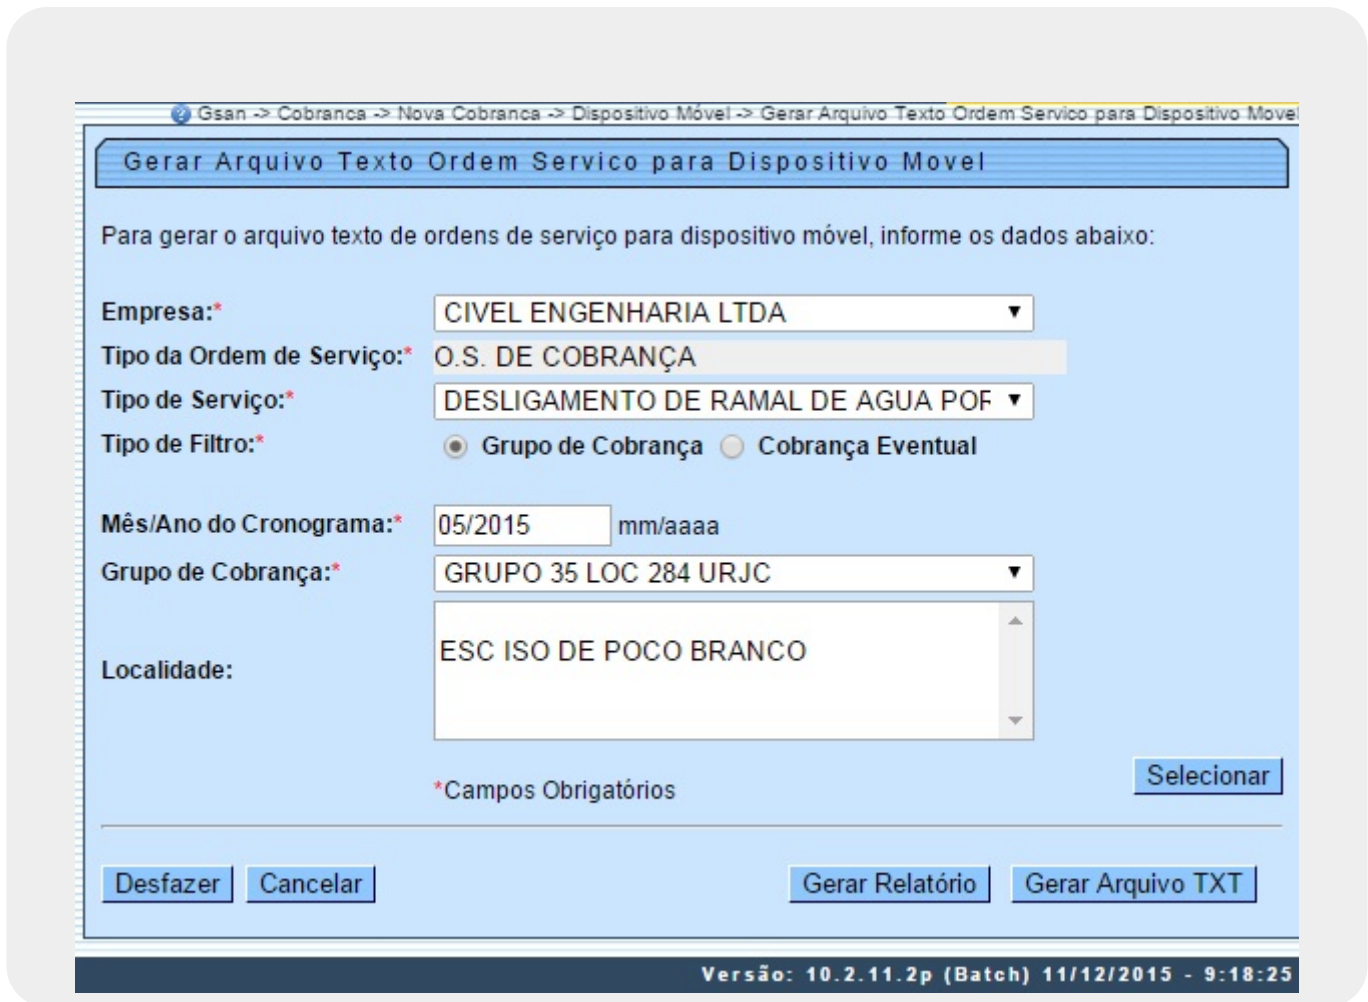 Gsan -> Cobranca -> Nova Cobranca -> Dispositivo Móvel -> Gerar Arquivo Texto Ordem Servico para Dispositivo Movel
Gerar Arquivo Texto Ordem Servico para Dispositivo Movel
Para gerar o arquivo texto de ordens de serviço para dispositivo móvel, informe os dados abaixo:
Empresa:* CIVEL ENGENHARIA LTDA
Tipo da Ordem de Serviço:* O.S. DE COBRANÇA
Tipo de Serviço:* DESLIGAMENTO DE RAMAL DE AGUA POR
Tipo de Filtro:* Grupo de Cobrança Cobrança Eventual
Mês/Ano do Cronograma:* 05/2015 mm/aaaa
Grupo de Cobrança:* GRUPO 35 LOC 284 URJC
ESC ISO DE POCO BRANCO
Localidade:
Selecionar
*Campos Obrigatórios
Desfazer Cancelar Gerar Relatório Gerar Arquivo TXT
Versão: 10.2.11.2p (Batch) 11/12/2015 - 9:18:25